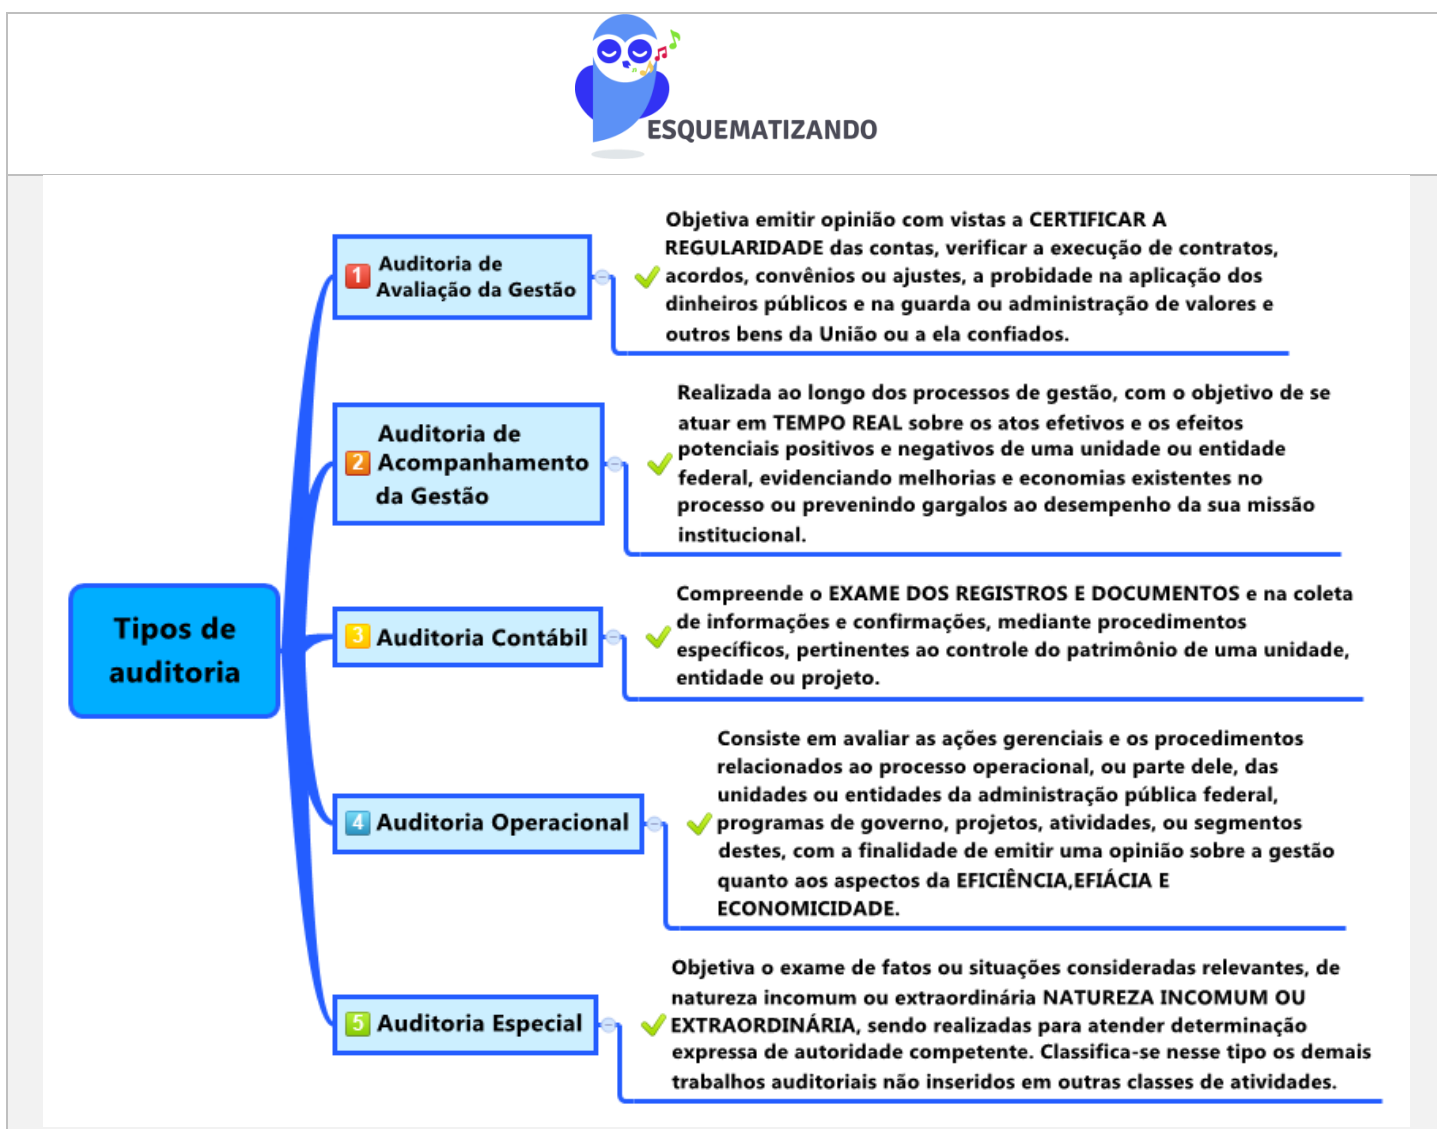 ESQUEMATIZANDO
Tipos de
auditoria
1 Auditoria de
Avaliação da Gestão
Objetiva emitir opinião com vistas a CERTIFICAR A
REGULARIDADE das contas, verificar a execução de contratos,
acordos, convênios ou ajustes, a probidade na aplicação dos
dinheiros públicos e na guarda ou administração de valores e
outros bens da União ou a ela confiados.
2 Auditoria de
Acompanhamento
da Gestão
Realizada ao longo dos processos de gestão, com o objetivo de se
atuar em TEMPO REAL sobre os atos efetivos e os efeitos
potenciais positivos e negativos de uma unidade ou entidade
federal, evidenciando melhorias e economias existentes no
processo ou prevenindo gargalos ao desempenho da sua missão
institucional.
3 Auditoria Contábil
Compreende o EXAME DOS REGISTROS E DOCUMENTOS e na coleta
de informações e confirmações, mediante procedimentos
específicos, pertinentes ao controle do patrimônio de uma unidade,
entidade ou projeto.
4 Auditoria Operacional
Consiste em avaliar as ações gerenciais e os procedimentos
relacionados ao processo operacional, ou parte dele, das
unidades ou entidades da administração pública federal,
programas de governo, projetos, atividades, ou segmentos
destes, com a finalidade de emitir uma opinião sobre a gestão
quanto aos aspectos da EFICIÊNCIA,EFIÁCIA E
ECONOMICIDADE.
5 Auditoria Especial
Objetiva o exame de fatos ou situações consideradas relevantes, de
natureza incomum ou extraordinária NATUREZA INCOMUM OU
EXTRAORDINÁRIA, sendo realizadas para atender determinação
expressa de autoridade competente. Classifica-se nesse tipo os demais
trabalhos auditoriais não inseridos em outras classes de atividades.